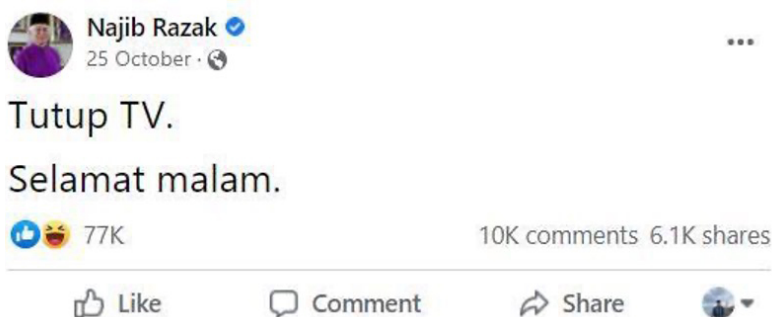 Najib Razak
25 October ·
Tutup TV.
Selamat malam.
77K 10K comments 6.1K shares
Like Comment Share